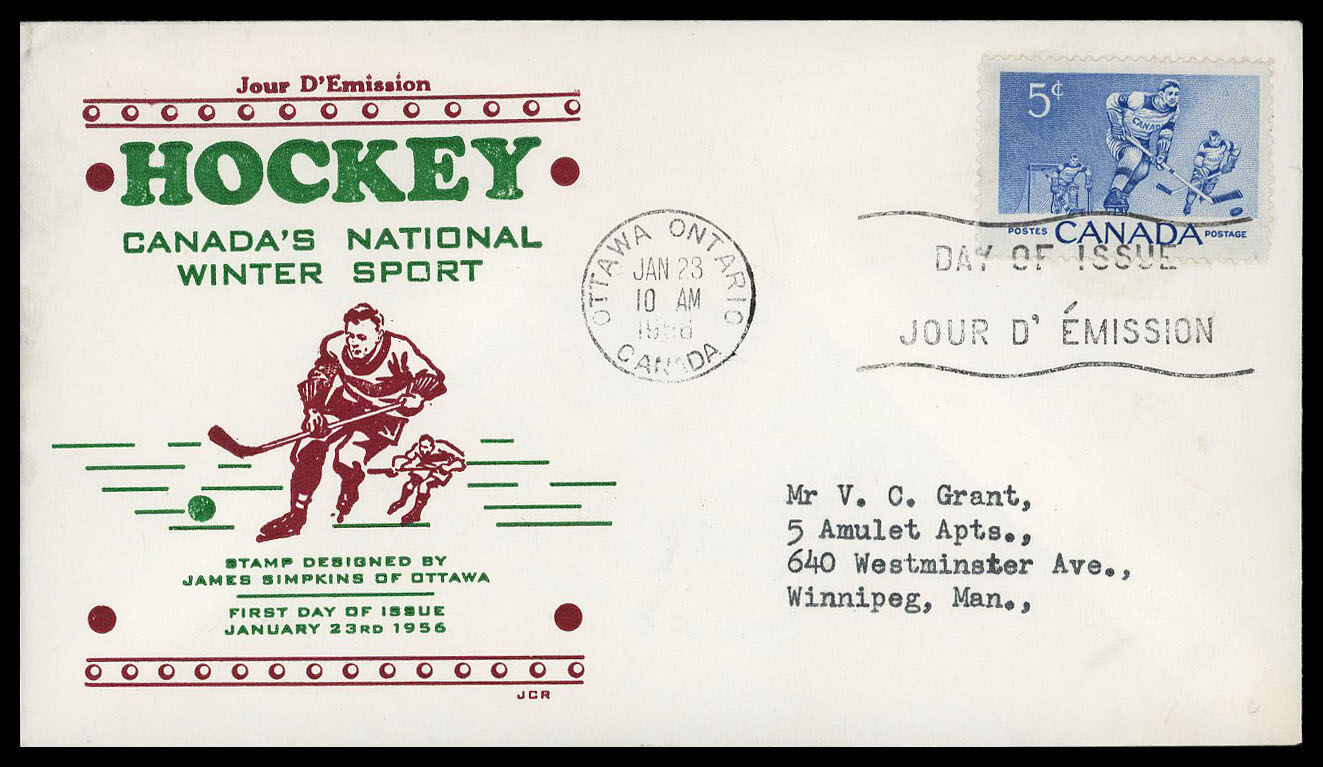 Jour D'Emission
HOCKEY
CANADA'S NATIONAL
WINTER SPORT
STAMP DESIGNED BY
JAMES SIMPKINS OF OTTAWA
FIRST DAY OF ISSUE
JANUARY 23RD 1956
JCR
OTTAWA ONTARIO
JAN 23
10 AM
1956
CANADA
5¢
CANADA
POSTES CANADA POSTAGE
DAY OF ISSUE
JOUR D' ÉMISSION
Mr V. C. Grant,
5 Amulet Apts.,
640 Westminster Ave.,
Winnipeg, Man.,